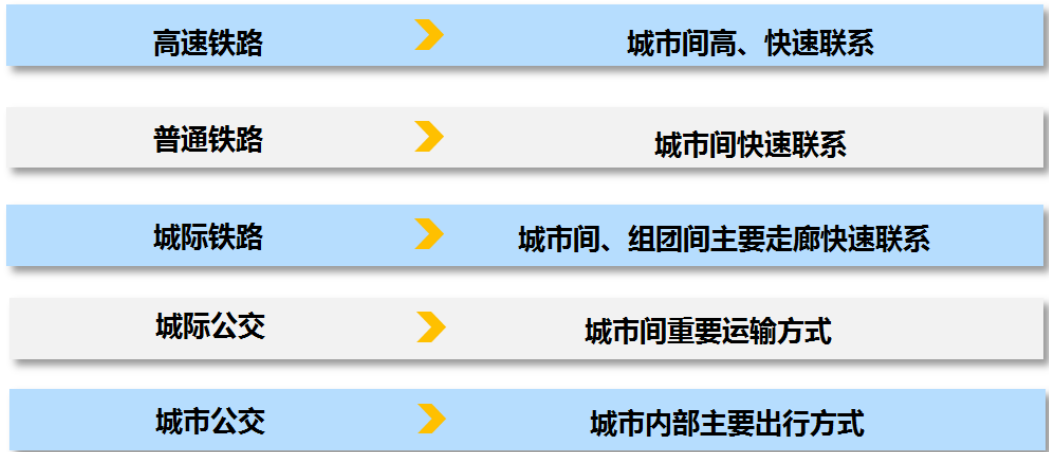 高速铁路 城市间高、快速联系
普通铁路 城市间快速联系
城际铁路 城市间、组团间主要走廊快速联系
城际公交 城市间重要运输方式
城市公交 城市内部主要出行方式